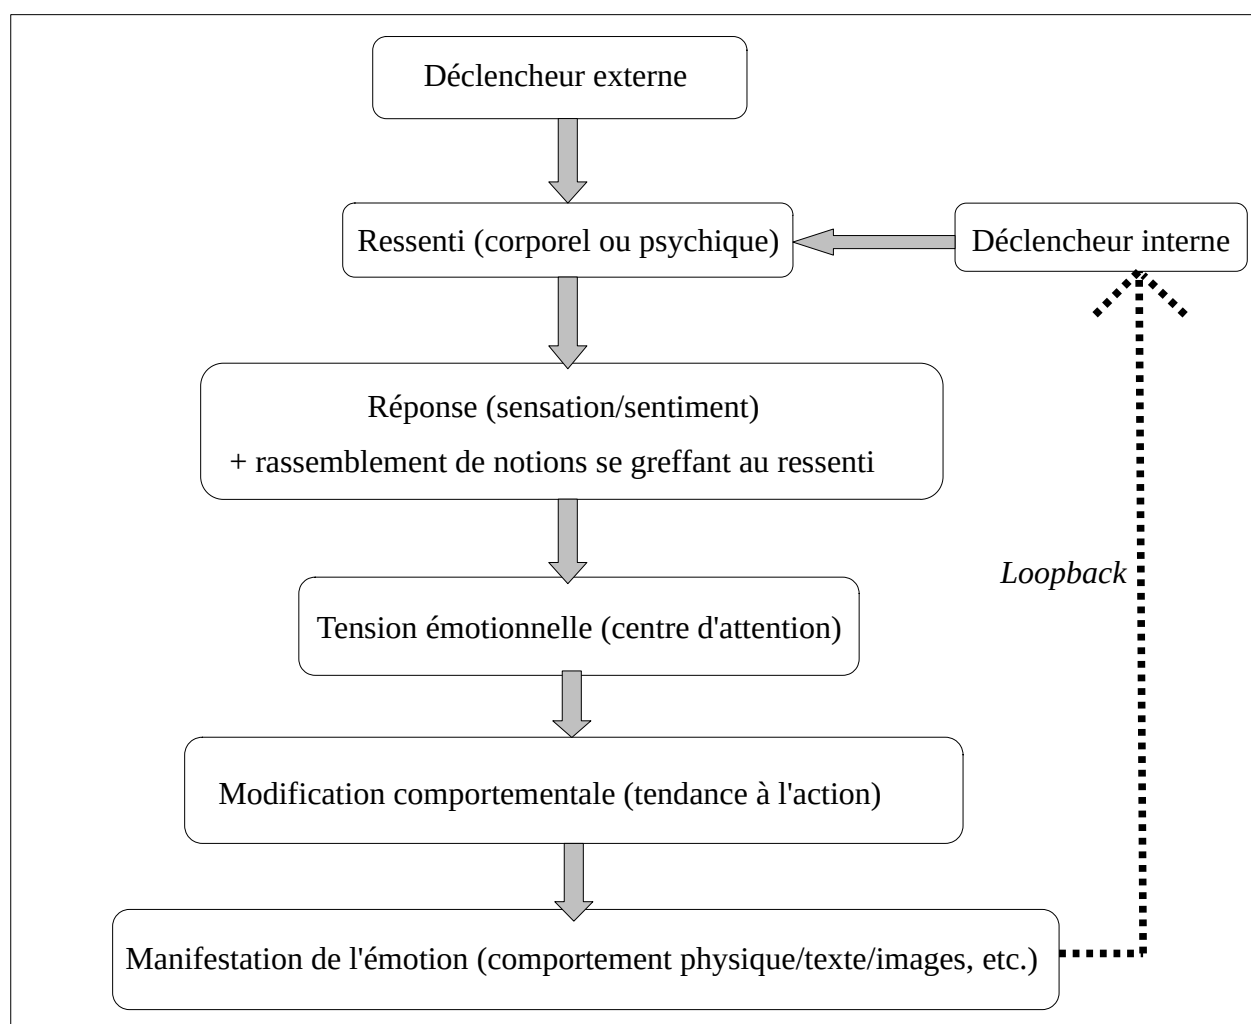 Déclencheur externe
Ressenti (corporel ou psychique)
Déclencheur interne
Réponse (sensation/sentiment)
+ rassemblement de notions se greffant au ressenti
Loopback
Tension émotionnelle (centre d'attention)
Modification comportementale (tendance à l'action)
Manifestation de l'émotion (comportement physique/texte/images, etc.)